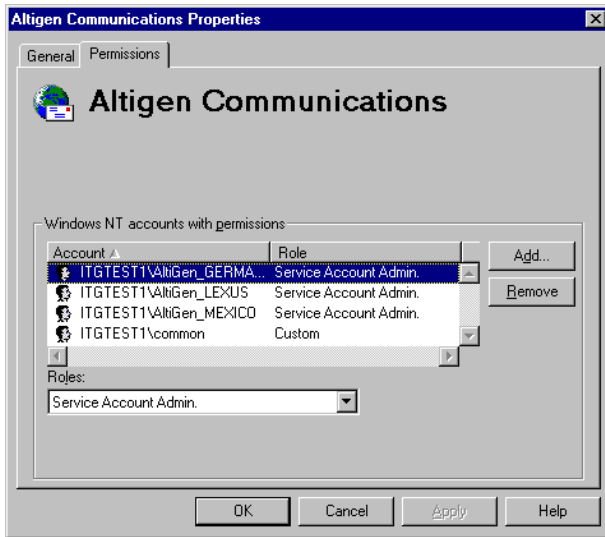 Altigen Communications Properties
General Permissions
Altigen Communications
Windows NT accounts with permissions
Account Role
ITGTEST1\AltiGen_GERMA... Service Account Admin.
ITGTEST1\AltiGen_LEXUS Service Account Admin.
ITGTEST1\AltiGen_MEXICO Service Account Admin.
ITGTEST1\common Custom
Add...
Remove
Roles:
Service Account Admin.
OK Cancel Apply Help